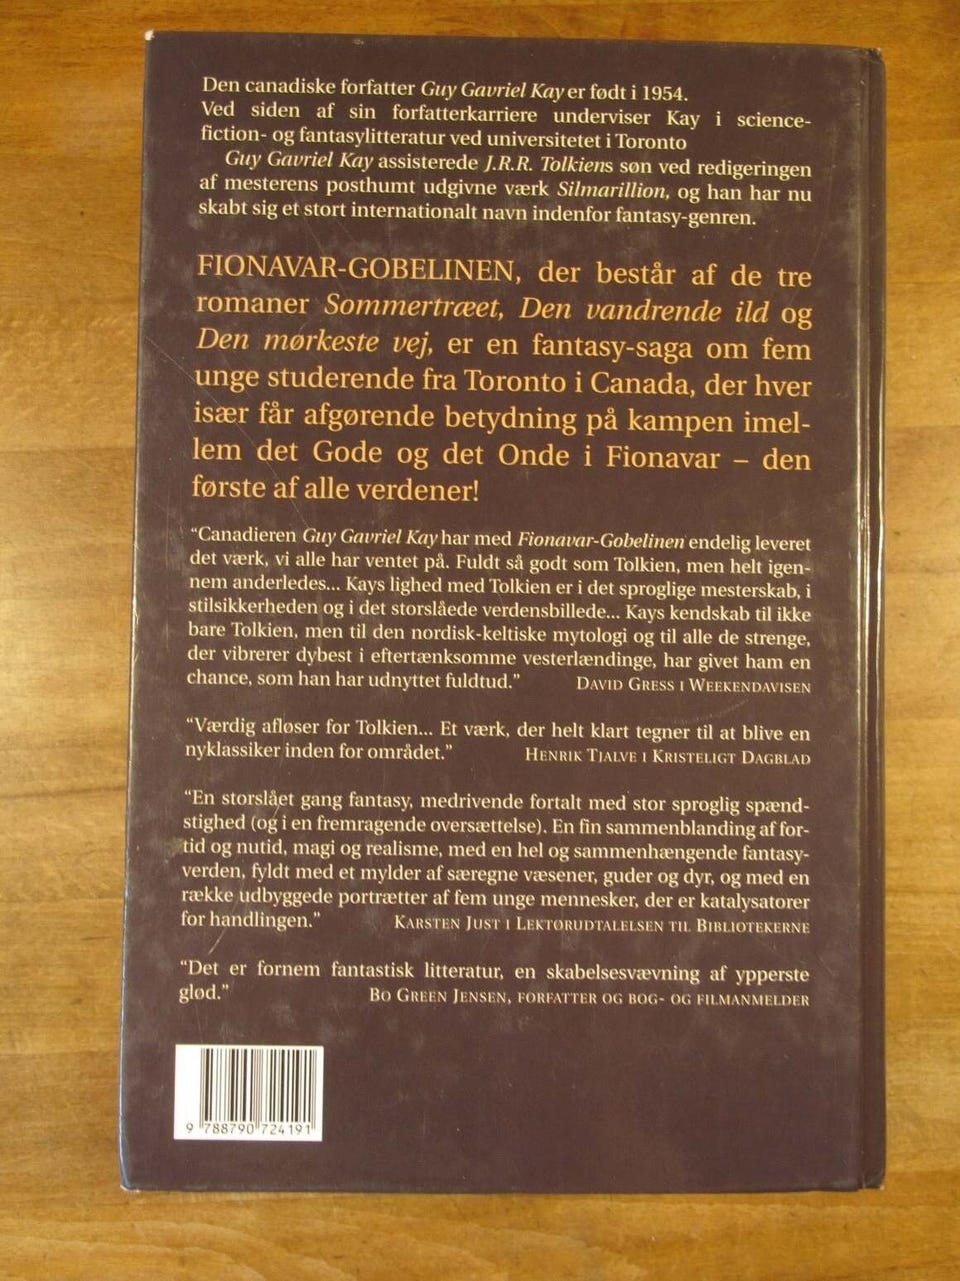 Den canadiske forfatter Guy Gavriel Kay er født i 1954.
Ved siden af sin forfatterkarriere underviser Kay i science-
fiction- og fantasylitteratur ved universitetet i Toronto
Guy Gavriel Kay assisterede J.R.R. Tolkiens søn ved redigeringen
af mesterens posthumt udgivne værk Silmarillion, og han har nu
skabt sig et stort internationalt navn indenfor fantasy-genren.
FIONAVAR-GOBELINEN, der består af de tre
romaner Sommertræet, Den vandrende ild og
Den mørkeste vej, er en fantasy-saga om fem
unge studerende fra Toronto i Canada, der hver
især får afgørende betydning på kampen imel-
lem det Gode og det Onde i Fionavar – den
første af alle verdener!
“Canadieren Guy Gavriel Kay har med Fionavar-Gobelinen endelig leveret
det værk, vi alle har ventet på. Fuldt så godt som Tolkien, men helt igen-
nem anderledes... Kays lighed med Tolkien er i det sproglige mesterskab, i
stilsikkerheden og i det storslåede verdensbillede... Kays kendskab til ikke
bare Tolkien, men til den nordisk-keltiske mytologi og til alle de strenge,
der vibrerer dybest i eftertænksomme vesterlændinge, har givet ham en
chance, som han har udnyttet fuldtud.” DAVID GRESS I WEEKENDAVISEN
“Værdig afløser for Tolkien... Et værk, der helt klart tegner til at blive en
nyklassiker inden for området.” HENRIK TJALVE I KRISTELIGT DAGBLAD
“En storslået gang fantasy, medrivende fortalt med stor sproglig spænd-
stighed (og i en fremragende oversættelse). En fin sammenblanding af for-
tid og nutid, magi og realisme, med en hel og sammenhængende fantasy-
verden, fyldt med et mylder af særegne væsener, guder og dyr, og med en
række udbyggede portrætter af fem unge mennesker, der er katalysatorer
for handlingen.” KARSTEN JUST I LEKTØRUDTALELSEN TIL BIBLIOTEKERNE
“Det er fornem fantastisk litteratur, en skabelsesvævning af ypperste
glød.” BO GREEN JENSEN, FORFATTER OG BOG- OG FILMANMELDER
9 788790 724191